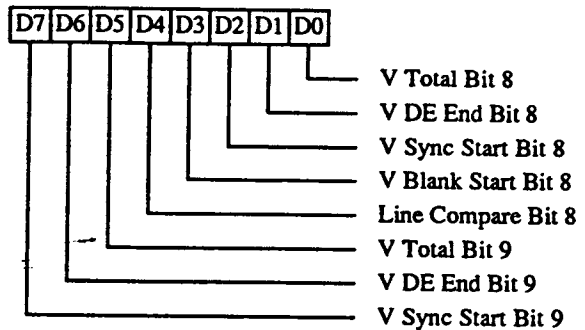 D7 D6 D5 D4 D3 D2 D1 D0
V Total Bit 8
V DE End Bit 8
V Sync Start Bit 8
V Blank Start Bit 8
Line Compare Bit 8
V Total Bit 9
V DE End Bit 9
V Sync Start Bit 9